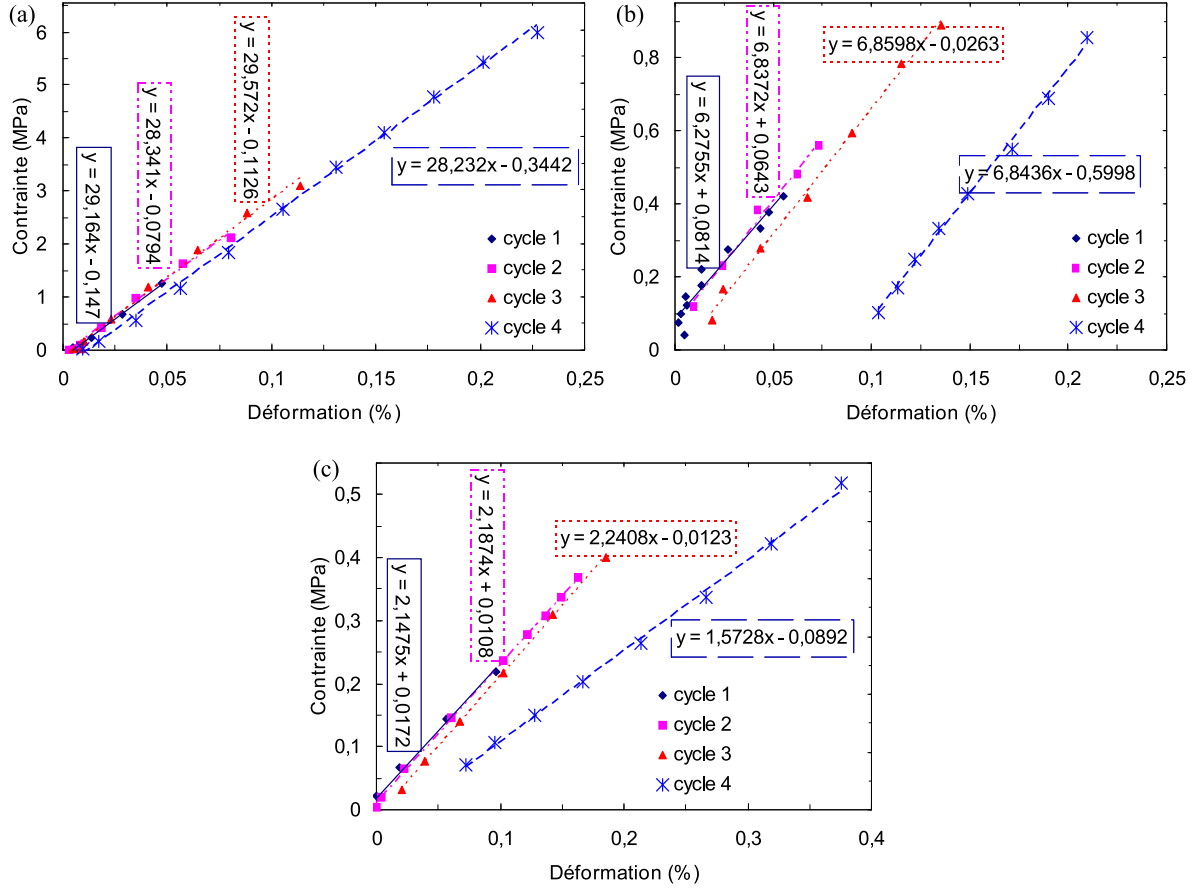 (a)
Contrainte (MPa)
6
5
4
3
2
1
0
y = 29,164x - 0,147
y = 28,341x - 0,0794
y = 29,572x - 0,1126
y = 28,232x - 0,3442
cycle 1
cycle 2
cycle 3
cycle 4
0 0,05 0,1 0,15 0,2 0,25
Déformation (%)
(b)
Contrainte (MPa)
0,8
0,6
0,4
0,2
0
y = 6,2755x + 0,0814
y = 6,8372x + 0,0643
y = 6,8598x - 0,0263
y = 6,8436x - 0,5998
cycle 1
cycle 2
cycle 3
cycle 4
0 0,05 0,1 0,15 0,2 0,25
Déformation (%)
(c)
Contrainte (MPa)
0,5
0,4
0,3
0,2
0,1
0
y = 2,1475x + 0,0172
y = 2,1874x + 0,0108
y = 2,2408x - 0,0123
y = 1,5728x - 0,0892
cycle 1
cycle 2
cycle 3
cycle 4
0 0,1 0,2 0,3 0,4
Déformation (%)